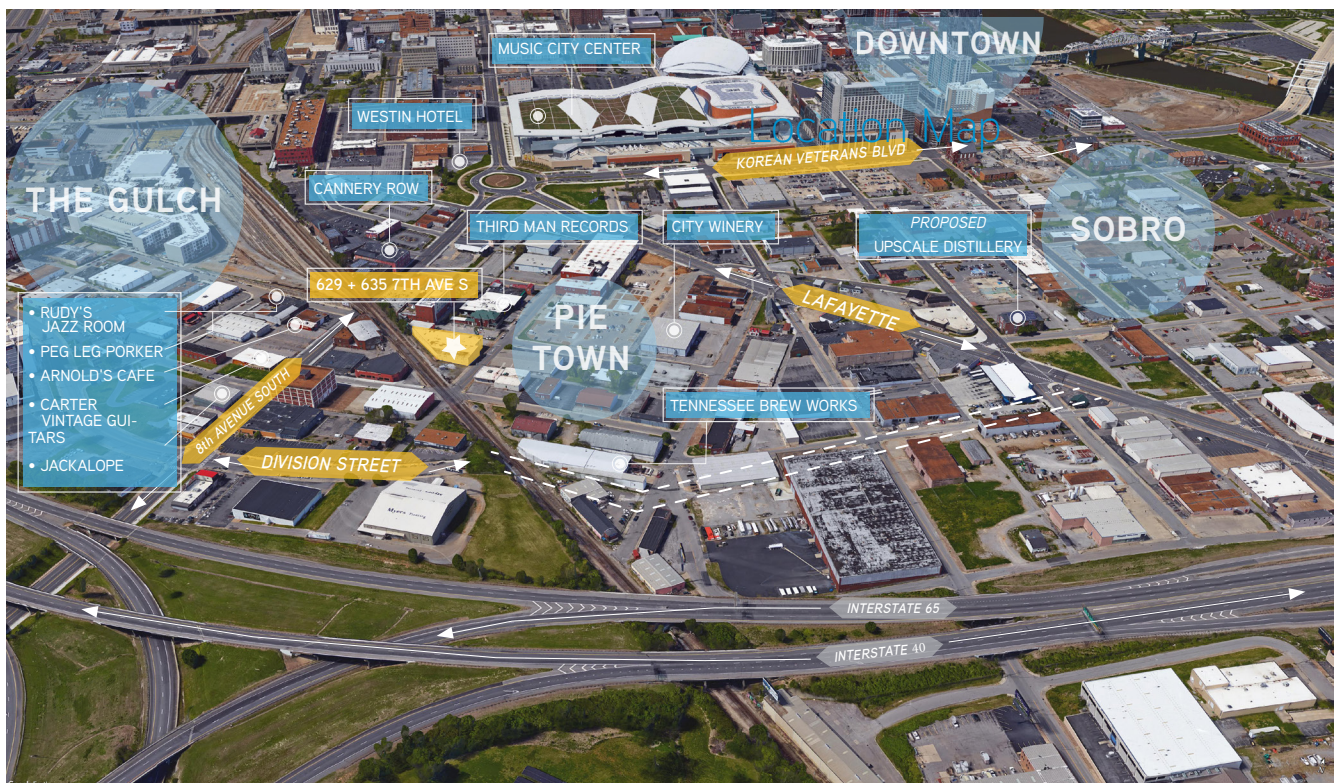 MUSIC CITY CENTER
DOWNTOWN
Location Map
WESTIN HOTEL
KOREAN VETERANS BLVD
THE GULCH
CANNERY ROW
THIRD MAN RECORDS
CITY WINERY
PROPOSED
UPSCALE DISTILLERY
SOBRO
629 + 635 7TH AVE S
LAFAYETTE
PIE
TOWN
• RUDY'S
JAZZ ROOM
• PEG LEG PORKER
• ARNOLD'S CAFE
• CARTER
VINTAGE GUI-
TARS
• JACKALOPE
8th AVENUE SOUTH
TENNESSEE BREW WORKS
DIVISION STREET
Myers
INTERSTATE 65
INTERSTATE 40